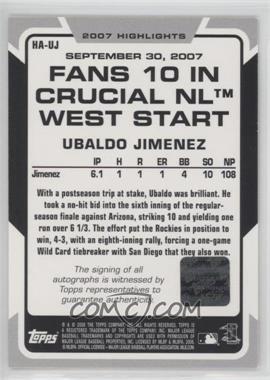 2007 HIGHLIGHTS
HA-UJ
SEPTEMBER 30, 2007
FANS 10 IN
CRUCIAL NL™
WEST START
UBALDO JIMENEZ
IP H R ER BB SO NP
Jimenez 6.1 1 1 1 4 10 108
With a postseason trip at stake, Ubaldo was brilliant. He
took a no-hit bid into the sixth inning of the regular-
season finale against Arizona, striking 10 and yielding one
run over 6 1/3. The effort put the Rockies in position to
win, 4-3, with an eighth-inning rally, forcing a one-game
Wild Card tiebreaker with San Diego that they also won.
The signing of all
autographs is witnessed by
Topps representatives to
guarantee authenticity.
Topps
COMC